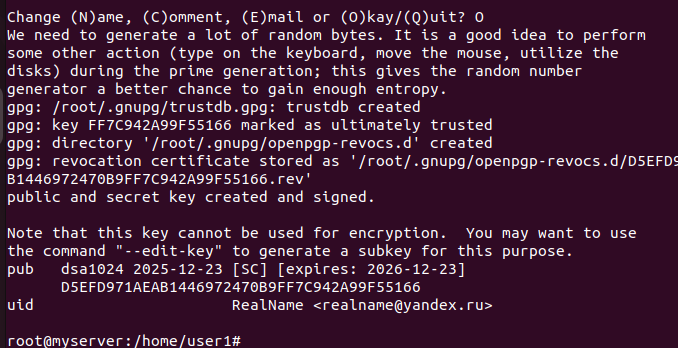 Change (N)ame, (C)omment, (E)mail or (O)kay/(Q)uit? O
We need to generate a lot of random bytes. It is a good idea to perform
some other action (type on the keyboard, move the mouse, utilize the
disks) during the prime generation; this gives the random number
generator a better chance to gain enough entropy.
gpg: /root/.gnupg/trustdb.gpg: trustdb created
gpg: key FF7C942A99F55166 marked as ultimately trusted
gpg: directory '/root/.gnupg/openpgp-revocs.d' created
gpg: revocation certificate stored as '/root/.gnupg/openpgp-revocs.d/D5EFD9
B1446972470B9FF7C942A99F55166.rev'
public and secret key created and signed.

Note that this key cannot be used for encryption.  You may want to use
the command "--edit-key" to generate a subkey for this purpose.
pub   dsa1024 2025-12-23 [SC] [expires: 2026-12-23]
      D5EFD971AEAB1446972470B9FF7C942A99F55166
uid                      RealName <realname@yandex.ru>

root@myserver:/home/user1#